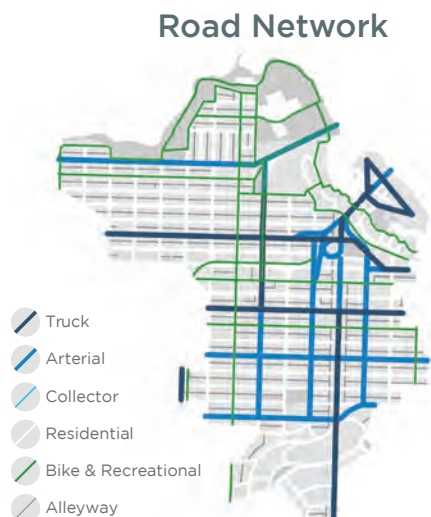 Road Network
Truck
Arterial
Collector
Residential
Bike & Recreational
Alleyway